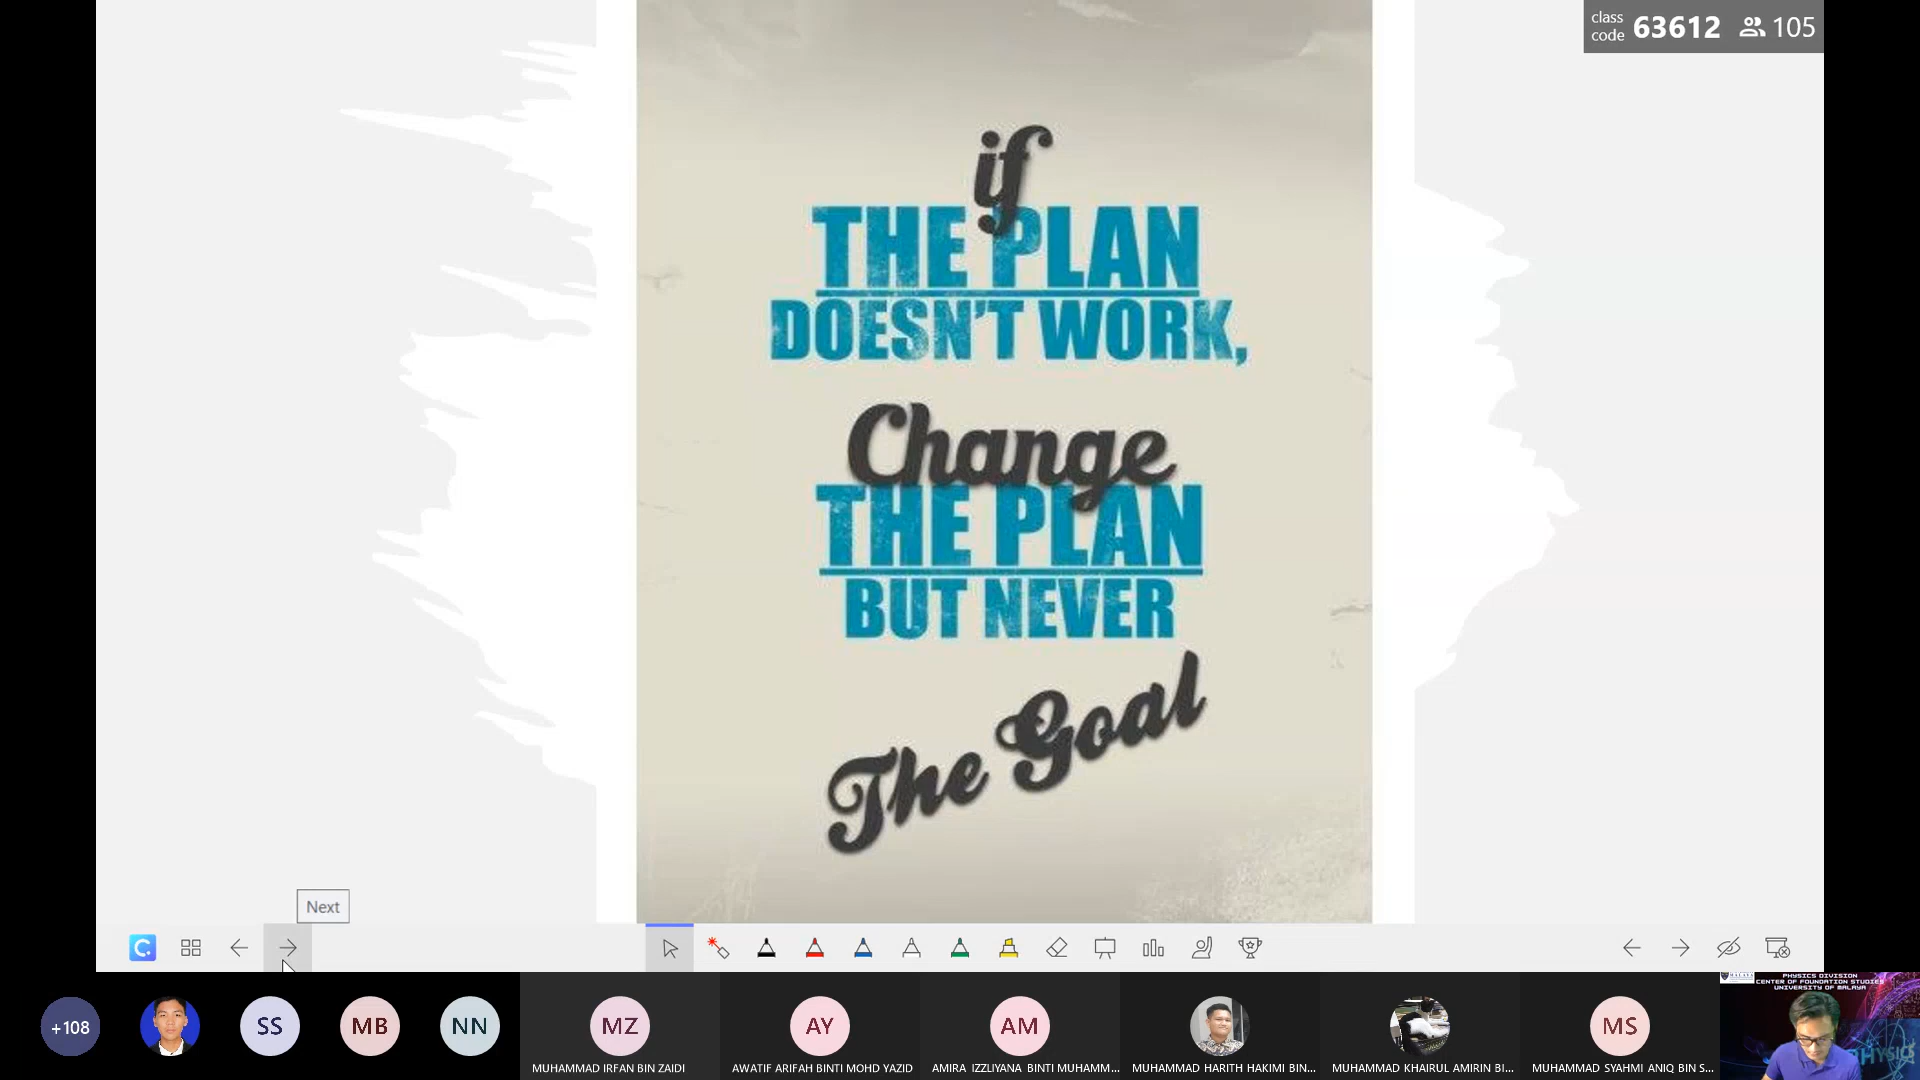 class
code 63612 105
if
THE PLAN
DOESN'T WORK,
Change
THE PLAN
BUT NEVER
The Goal
Next
+108
SS
MB
NN
MZ
AY
AM
MS
MUHAMMAD IRFAN BIN ZAIDI
AWATIF ARIFAH BINTI MOHD YAZID
AMIRA IZZLIYANA BINTI MUHAMM...
MUHAMMAD HARITH HAKIMI BIN...
MUHAMMAD KHAIRUL AMIRIN BI...
MUHAMMAD SYAHMI ANIQ BIN S...
PHYSICS DIVISION
CENTER OF FOUNDATION STUDIES
UNIVERSITY OF MALAYA